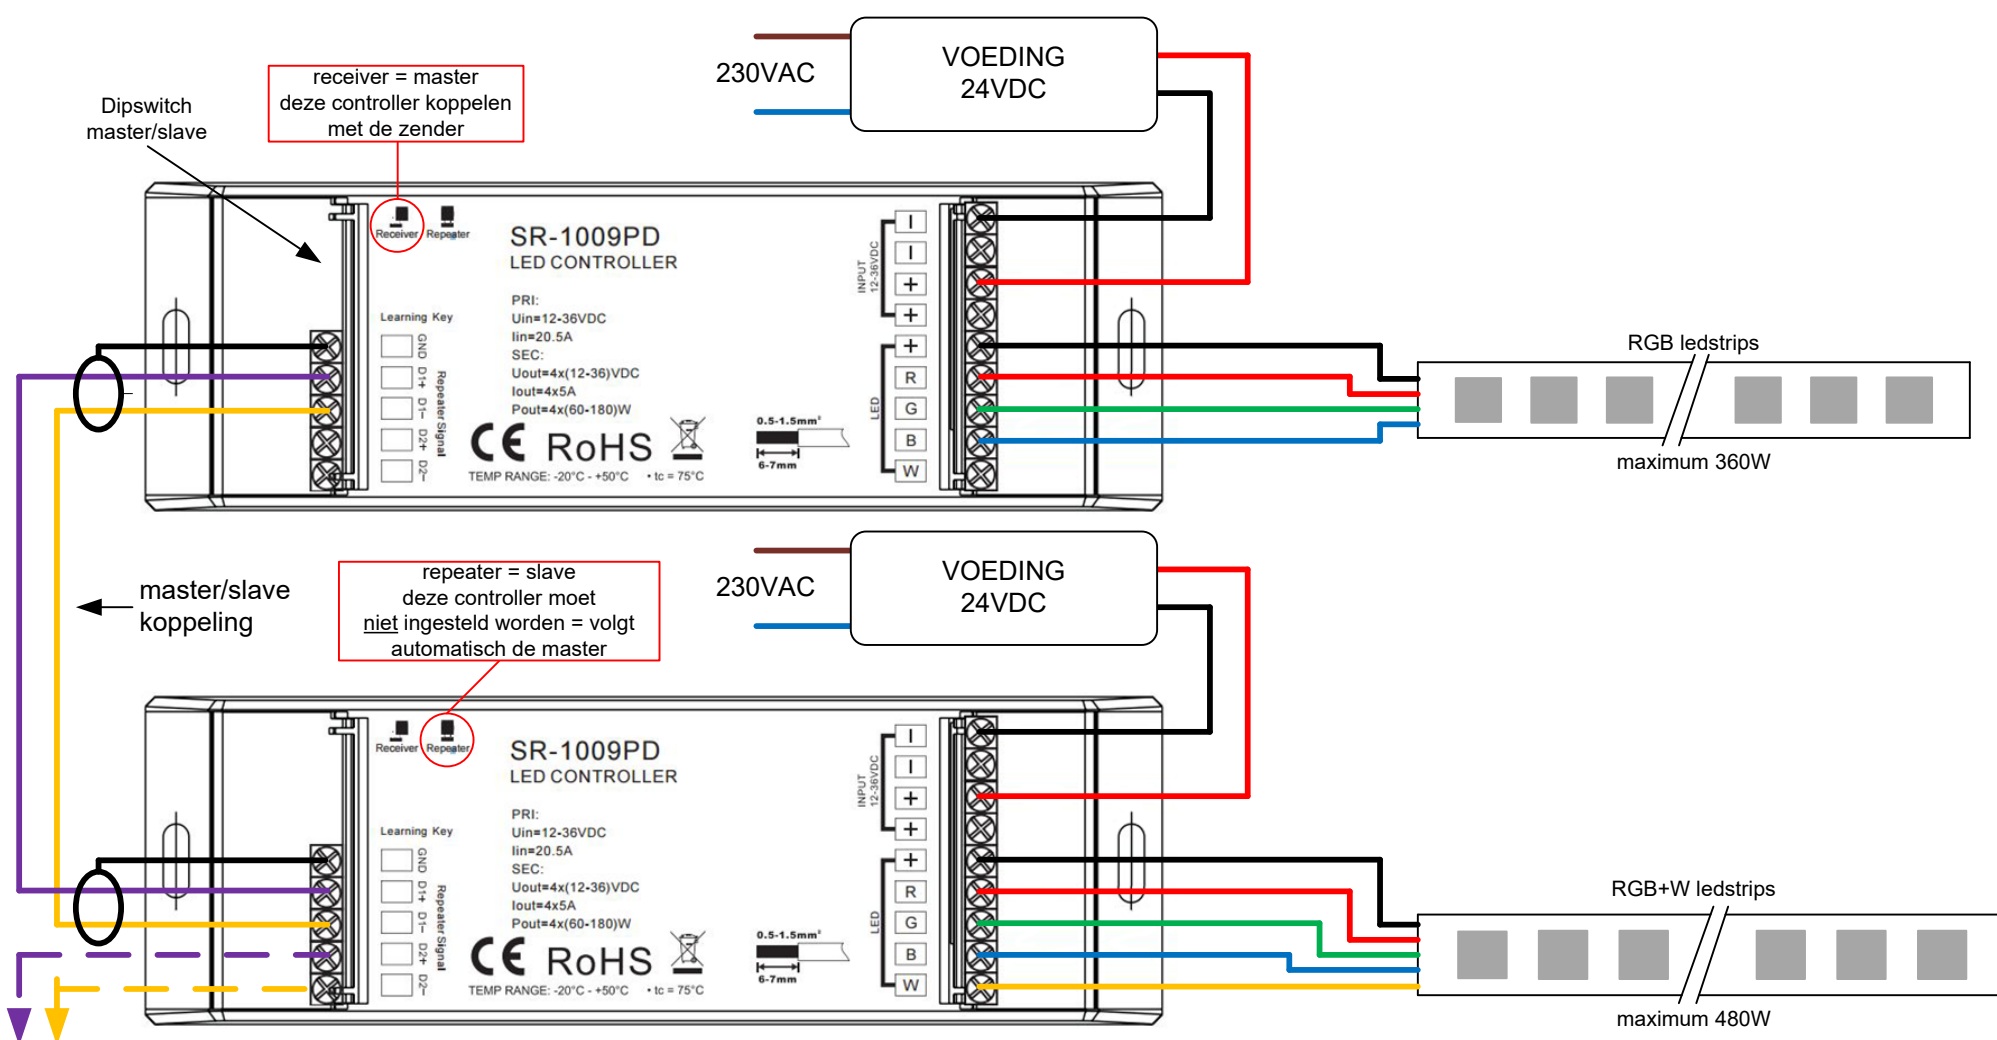 230VAC
VOEDING
24VDC
receiver = master
deze controller koppelen
met de zender
Dipswitch
master/slave
Receiver
Repeater
SR-1009PD
LED CONTROLLER
PRI:
Uin=12-36VDC
Iin=20.5A
SEC:
Uout=4x(12-36)VDC
Iout=4x5A
Pout=4x(60-180)W
CE RoHS
TEMP RANGE: -20°C - +50°C • tc = 75°C
Learning Key
GND
D1+
D1-
D2+
D2-
Repeater Signal
0.5-1.5mm²
6-7mm
INPUT
12-36VDC
I
I
+
+
LED
+
R
G
B
W
RGB ledstrips
maximum 360W
master/slave
koppeling
repeater = slave
deze controller moet
niet ingesteld worden = volgt
automatisch de master
230VAC
VOEDING
24VDC
Receiver
Repeater
SR-1009PD
LED CONTROLLER
PRI:
Uin=12-36VDC
Iin=20.5A
SEC:
Uout=4x(12-36)VDC
Iout=4x5A
Pout=4x(60-180)W
CE RoHS
TEMP RANGE: -20°C - +50°C • tc = 75°C
Learning Key
GND
D1+
D1-
D2+
D2-
Repeater Signal
0.5-1.5mm²
6-7mm
INPUT
12-36VDC
I
I
+
+
LED
+
R
G
B
W
RGB+W ledstrips
maximum 480W